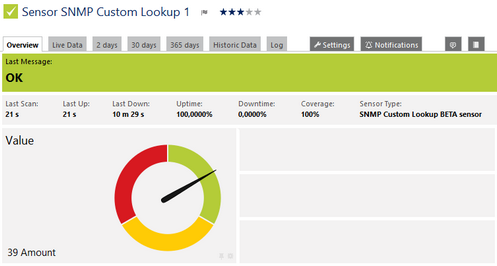 Sensor SNMP Custom Lookup 1
Overview Live Data 2 days 30 days 365 days Historic Data Log Settings Notifications
Last Message:
OK
Last Scan: Last Up: Last Down: Uptime: Downtime: Coverage: Sensor Type:
21 s 21 s 10 m 29 s 100,0000% 0,0000% 100% SNMP Custom Lookup BETA sensor
Value
39 Amount